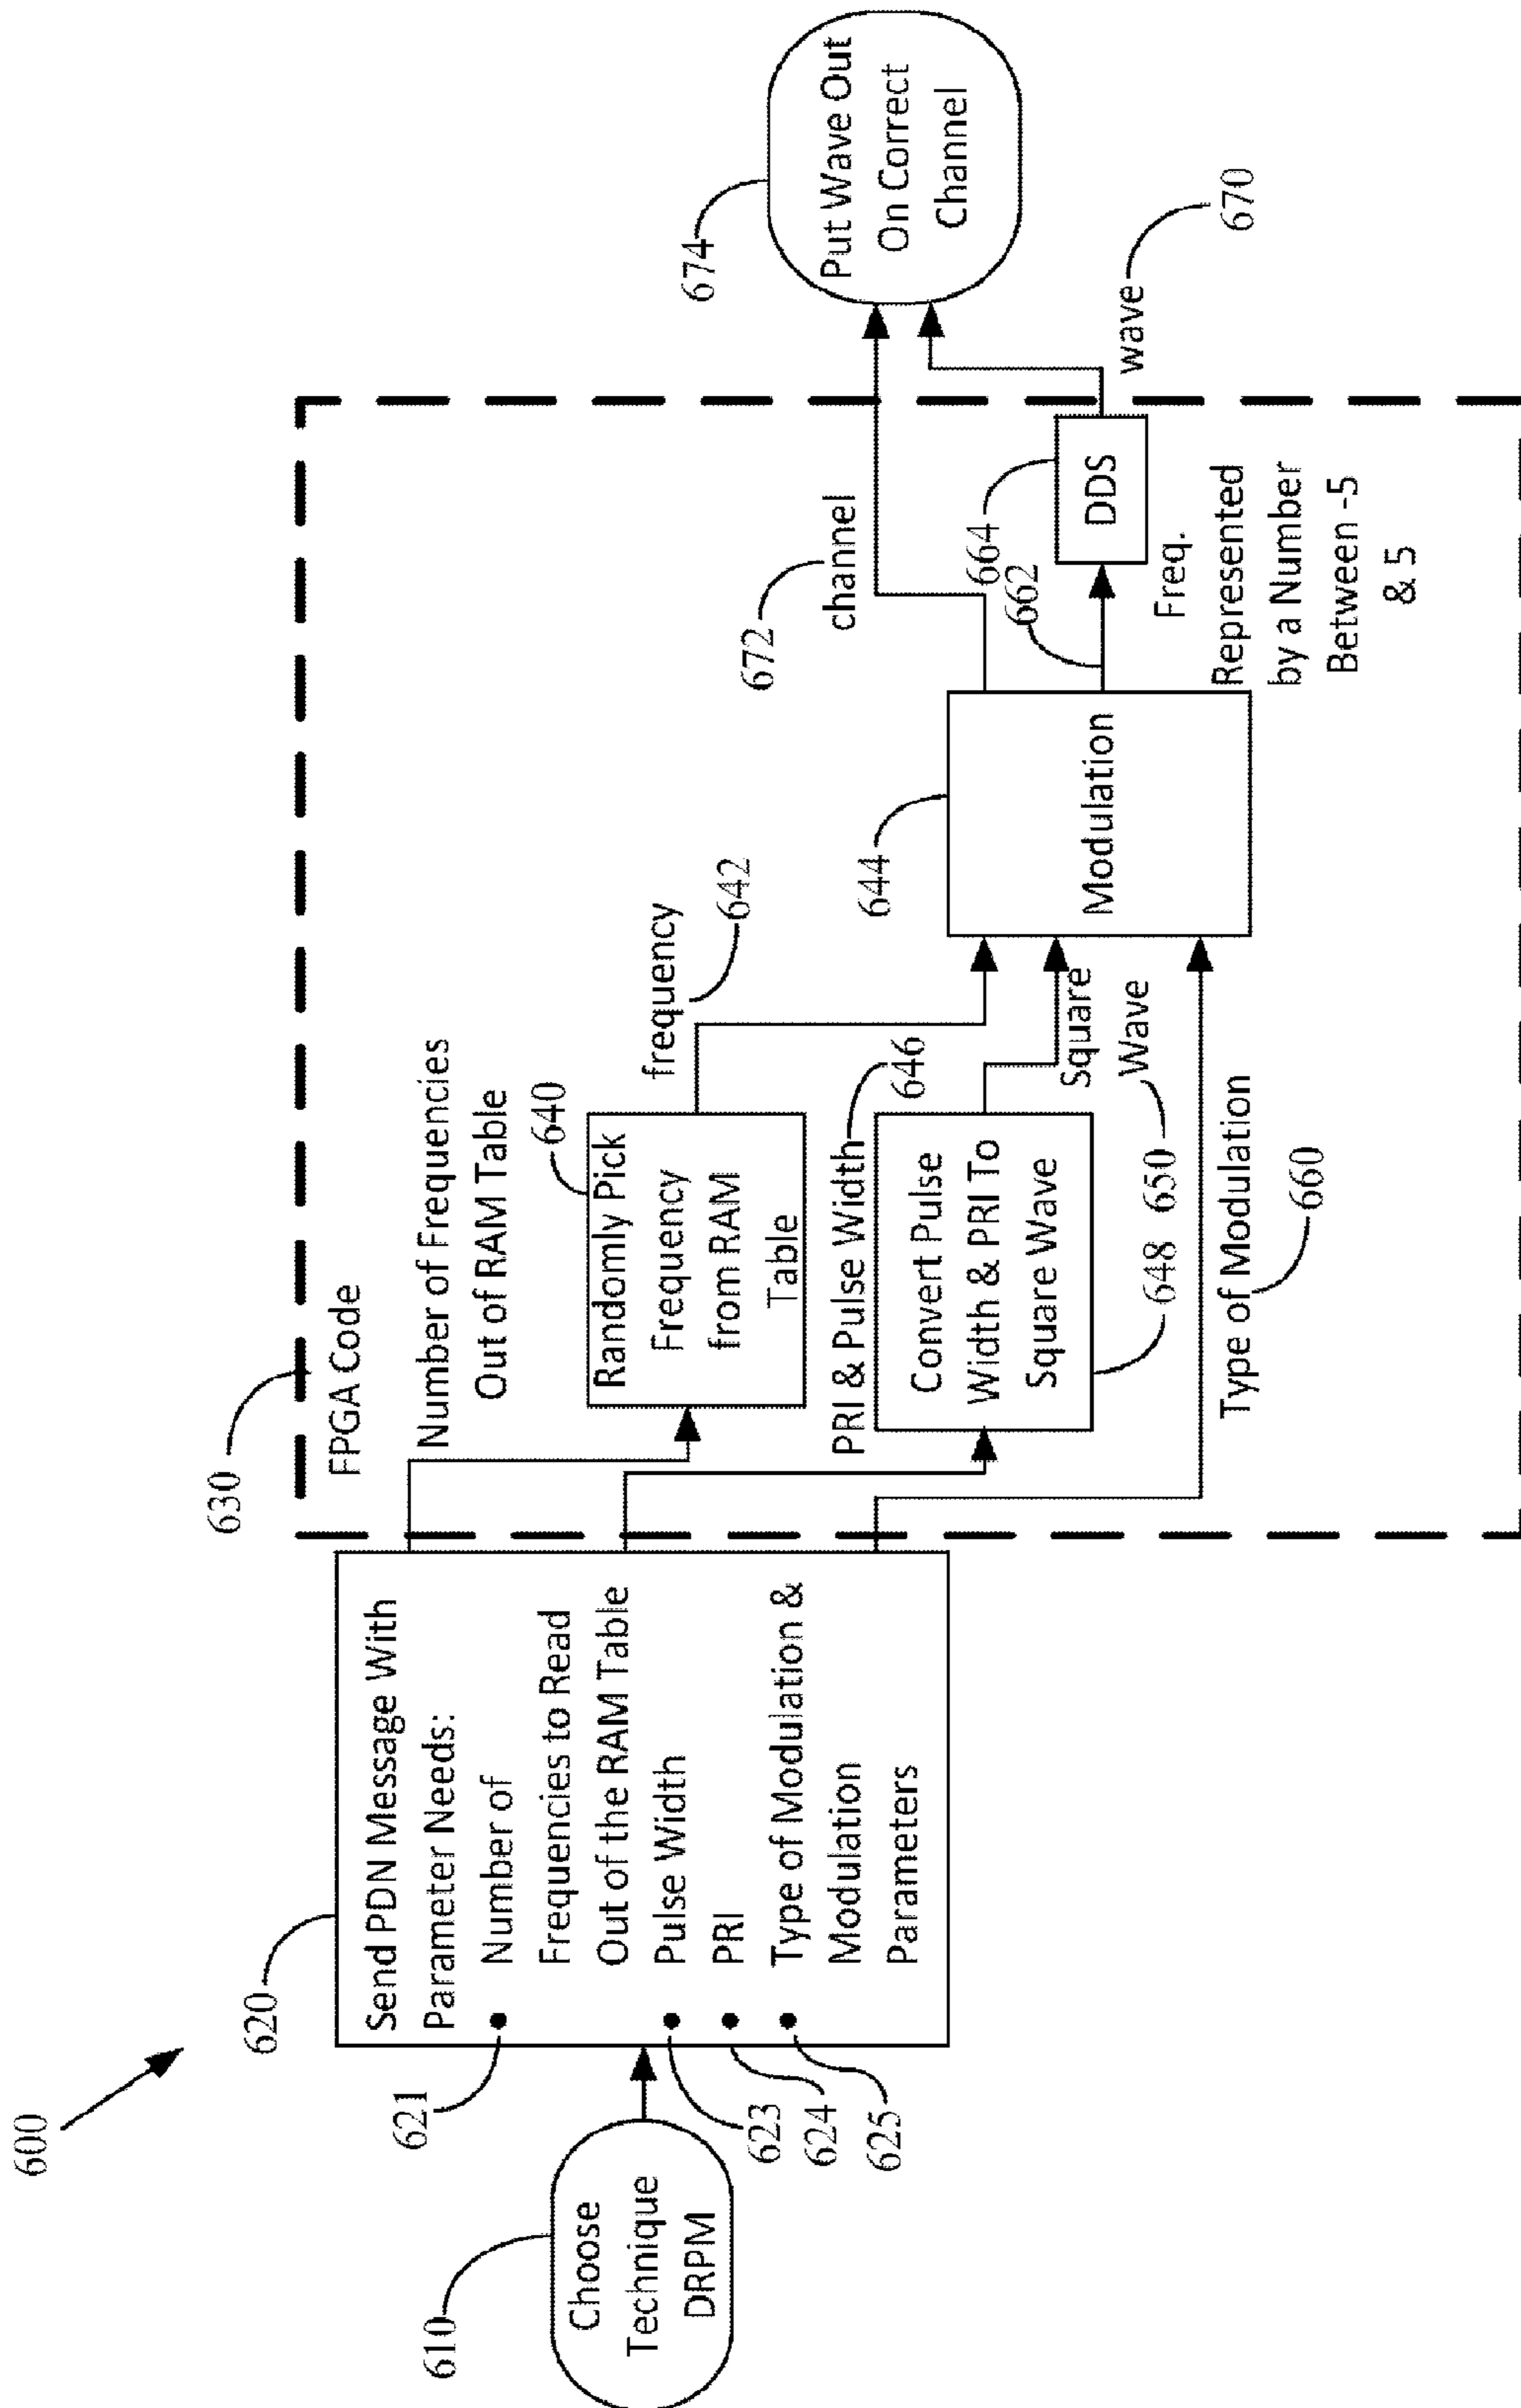 600
610
Choose
Technique
DRPM
620
Send PDN Message With
Parameter Needs:
621
• Number of
Frequencies to Read
Out of the RAM Table
623
• Pulse Width
624
• PRI
625
• Type of Modulation &
Modulation
Parameters
630
FPGA Code
Number of Frequencies
Out of RAM Table
640
Randomly Pick
Frequency
from RAM
Table
frequency
642
PRI & Pulse Width
646
Convert Pulse
Width & PRI To
Square Wave
648
Square
Wave
650
Type of Modulation
660
644
Modulation
672
channel
662
664
DDS
Freq.
Represented
by a Number
Between -5
& 5
wave
670
674
Put Wave Out
On Correct
Channel